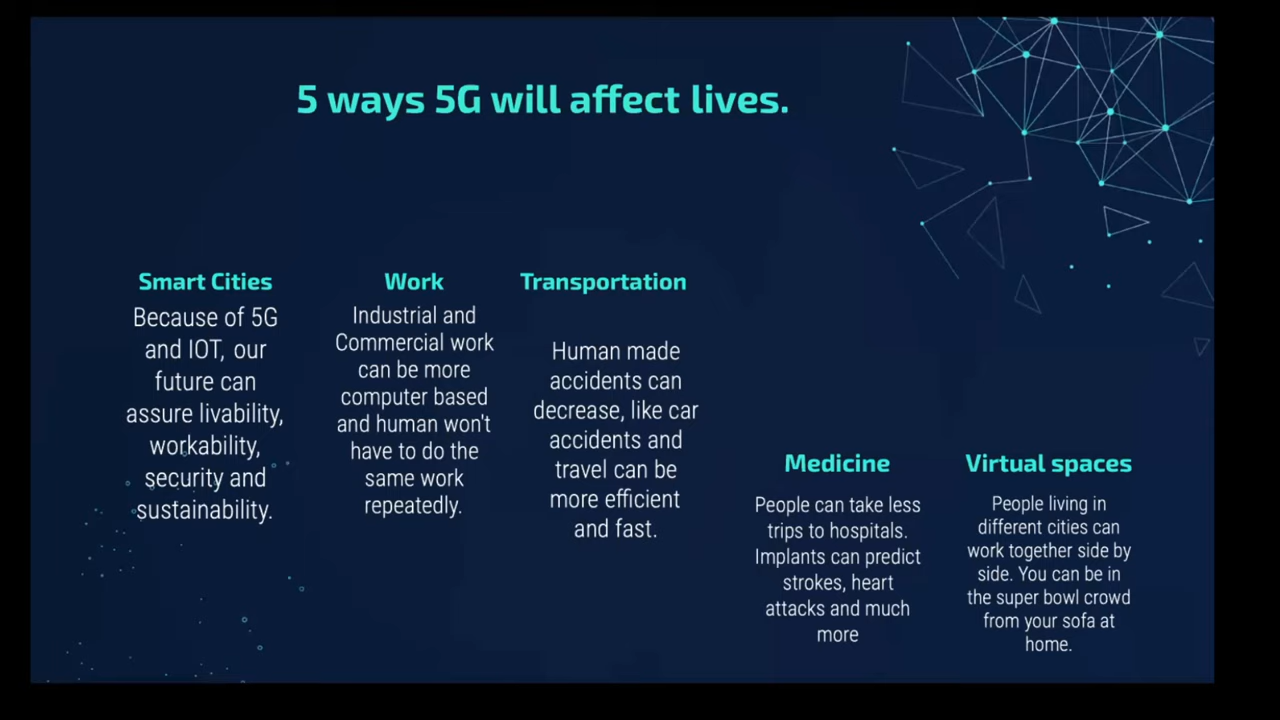 5 ways 5G will affect lives.
Smart Cities
Because of 5G
and IOT, our
future can
assure livability,
workability,
security and
sustainability.
Work
Industrial and
Commercial work
can be more
computer based
and human won't
have to do the
same work
repeatedly.
Transportation
Human made
accidents can
decrease, like car
accidents and
travel can be
more efficient
and fast.
Medicine
People can take less
trips to hospitals.
Implants can predict
strokes, heart
attacks and much
more
Virtual spaces
People living in
different cities can
work together side by
side. You can be in
the super bowl crowd
from your sofa at
home.